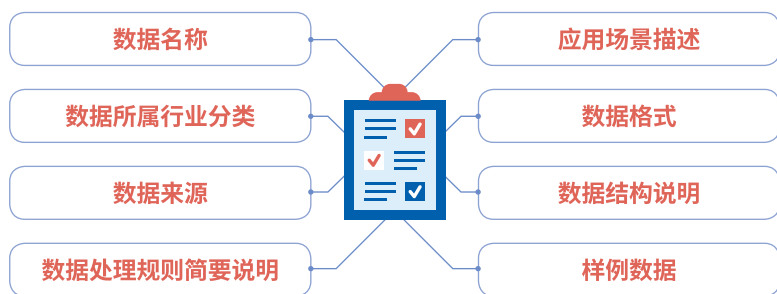 数据名称
应用场景描述
数据所属行业分类
数据格式
数据来源
数据结构说明
数据处理规则简要说明
样例数据